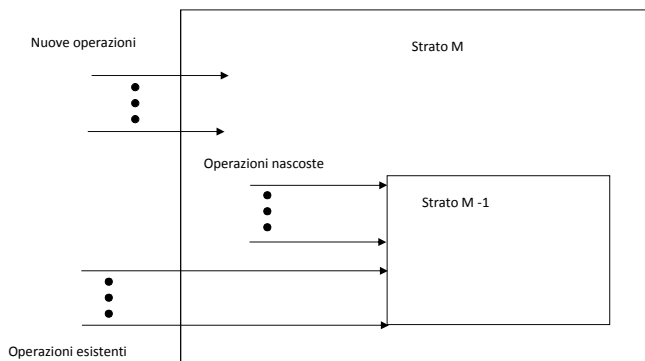 Nuove operazioni
Strato M
Operazioni nascoste
Strato M -1
Operazioni esistenti